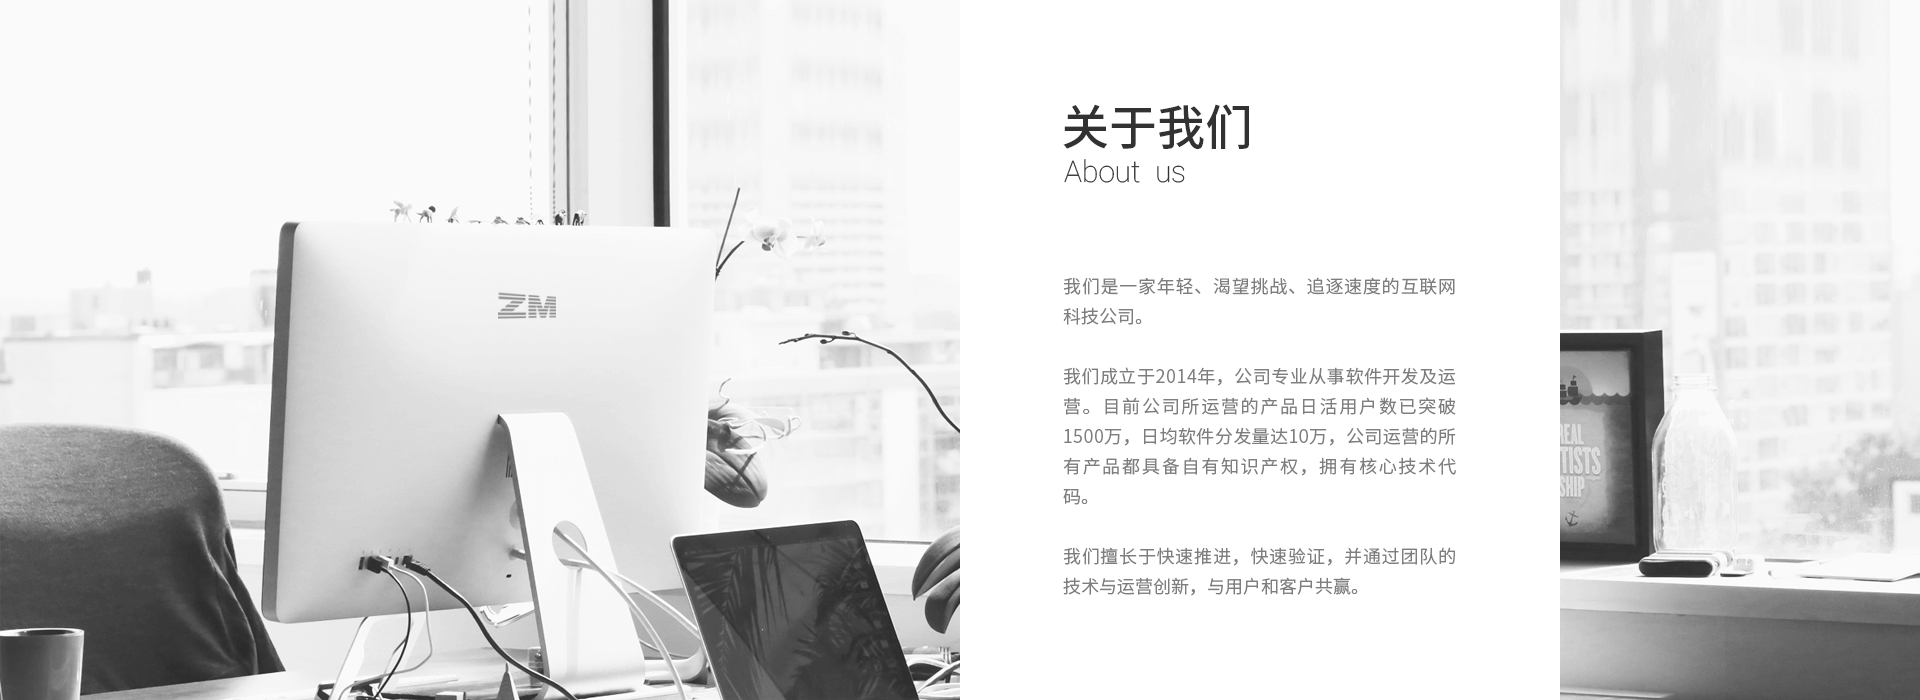 ZM
关于我们
About us
我们是一家年轻、渴望挑战、追逐速度的互联网
科技公司。
我们成立于2014年，公司专业从事软件开发及运
营。目前公司所运营的产品日活用户数已突破
1500万，日均软件分发量达10万，公司运营的所
有产品都具备自有知识产权，拥有核心技术代
码。
我们擅长于快速推进，快速验证，并通过团队的
技术与运营创新，与用户和客户共赢。
REAL
TISTS
SHIP